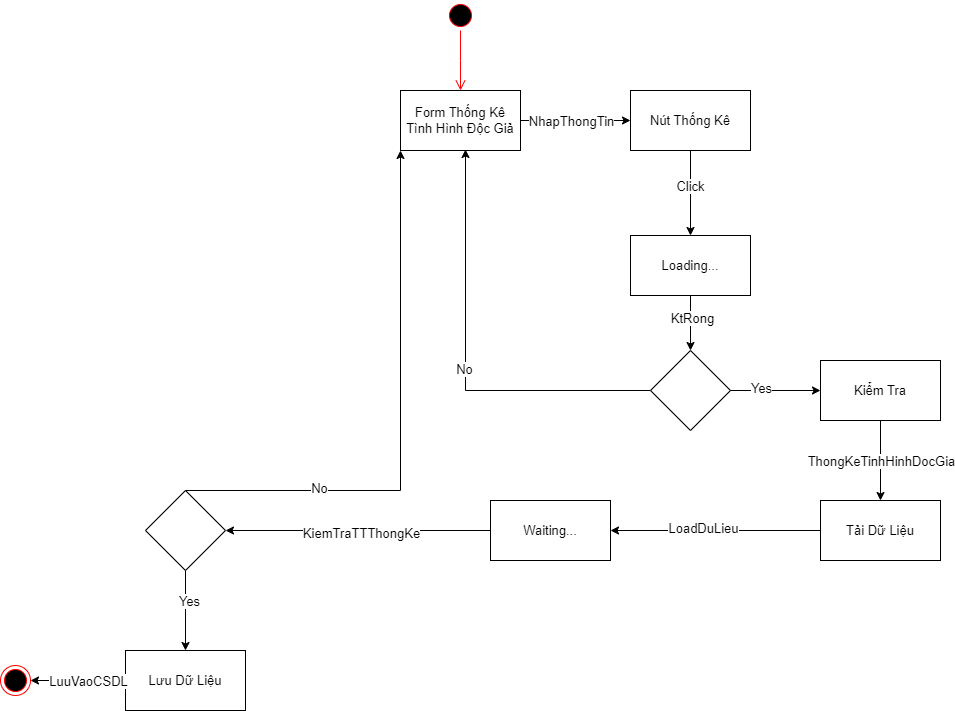 Form Thống Kê
Tình Hình Độc Giả
NhapThongTin
Nút Thống Kê
Click
Loading...
KtRong
No
Yes
Kiểm Tra
ThongKeTinhHinhDocGia
No
KiemTraTTThongKe
Waiting...
LoadDuLieu
Tải Dữ Liệu
Yes
LuuVaoCSDL
Lưu Dữ Liệu